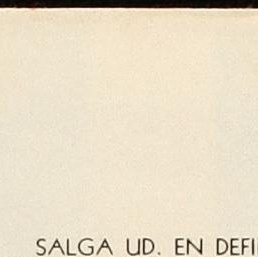 SALGA UD. EN DEFI